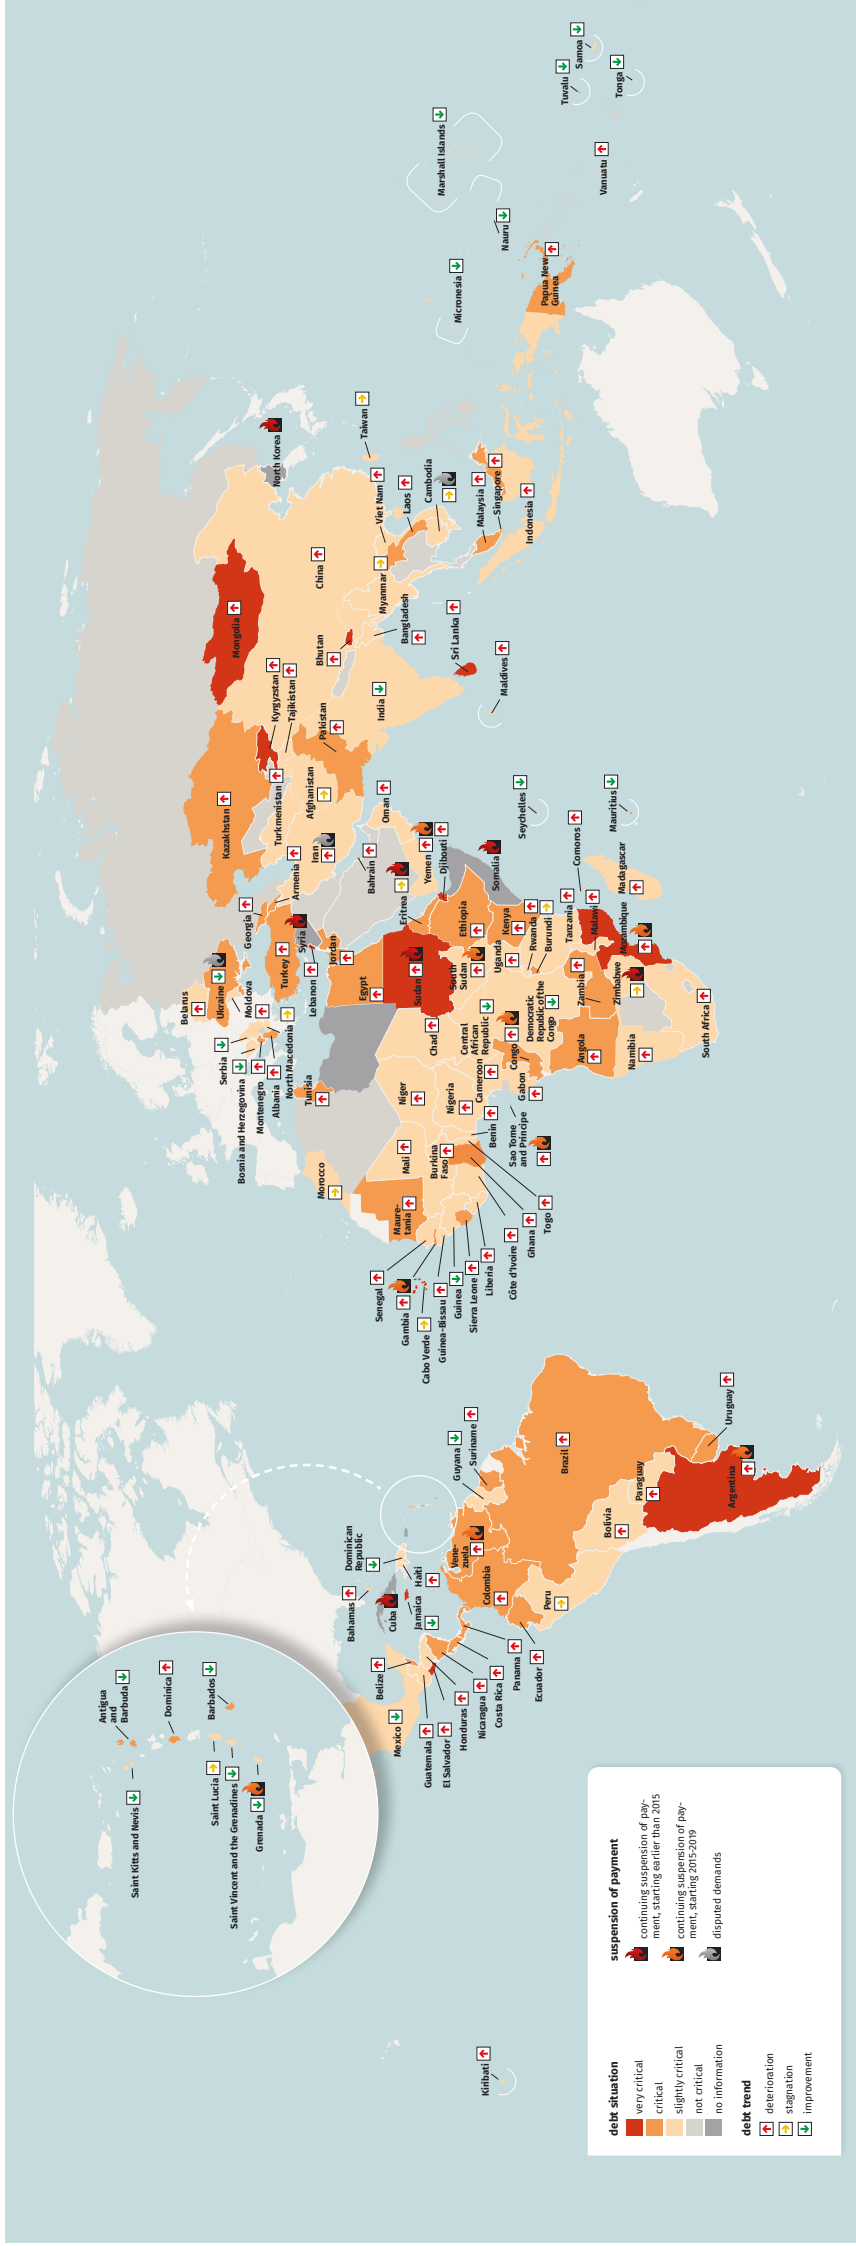 Antigua
and
Barbuda
Dominica
Barbados
Saint Kitts and Nevis
Saint Lucia
Saint Vincent and the Grenadines
Grenada
Kiribati
Mexico
Belize
Guatemala
El Salvador
Honduras
Nicaragua
Costa Rica
Panama
Ecuador
Bahamas
Cuba
Jamaica
Haiti
Dominican
Republic
Vene-
zuela
Colombia
Guyana
Suriname
Peru
Brazil
Bolivia
Paraguay
Argentina
Uruguay
Belarus
Ukraine
Moldova
Serbia
Bosnia and Herzegovina
Montenegro
Albania
North Macedonia
Georgia
Armenia
Turkey
Syria
Lebanon
Jordan
Iran
Bahrain
Oman
Yemen
Morocco
Tunisia
Egypt
Maure-
tania
Mali
Niger
Chad
Sudan
Eritrea
Djibouti
Ethiopia
Somalia
Senegal
Gambia
Cabo Verde
Guinea-Bissau
Guinea
Sierra Leone
Liberia
Côte d'Ivoire
Ghana
Togo
Burkina
Faso
Benin
Nigeria
Cameroon
Sao Tome
and Principe
Gabon
Congo
Central
African
Republic
Democratic
Republic of the
Congo
South
Sudan
Uganda
Kenya
Rwanda
Burundi
Tanzania
Malawi
Mozambique
Zambia
Zimbabwe
Angola
Namibia
South Africa
Madagascar
Comoros
Seychelles
Mauritius
Kazakhstan
Turkmenistan
Kyrgyzstan
Tajikistan
Afghanistan
Pakistan
India
Bhutan
Bangladesh
Sri Lanka
Maldives
Mongolia
China
North Korea
Taiwan
Myanmar
Viet Nam
Laos
Cambodia
Malaysia
Singapore
Indonesia
Papua New
Guinea
Micronesia
Marshall Islands
Nauru
Vanuatu
Tuvalu
Samoa
Tonga
debt situation
very critical
critical
slightly critical
not critical
no information
debt trend
deterioration
stagnation
improvement
suspension of payment
continuing suspension of pay-
ment, starting earlier than 2015
continuing suspension of pay-
ment, starting 2015-2019
disputed demands